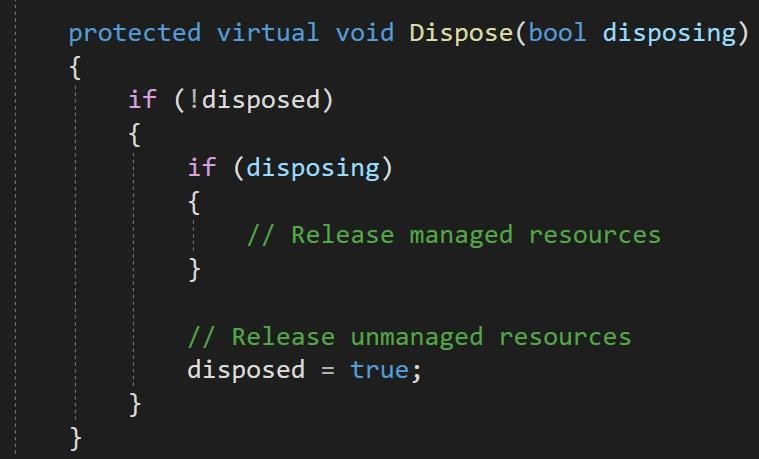 protected virtual void Dispose(bool disposing)
{
if (!disposed)
{
if (disposing)
{
// Release managed resources
}
// Release unmanaged resources
disposed = true;
}
}